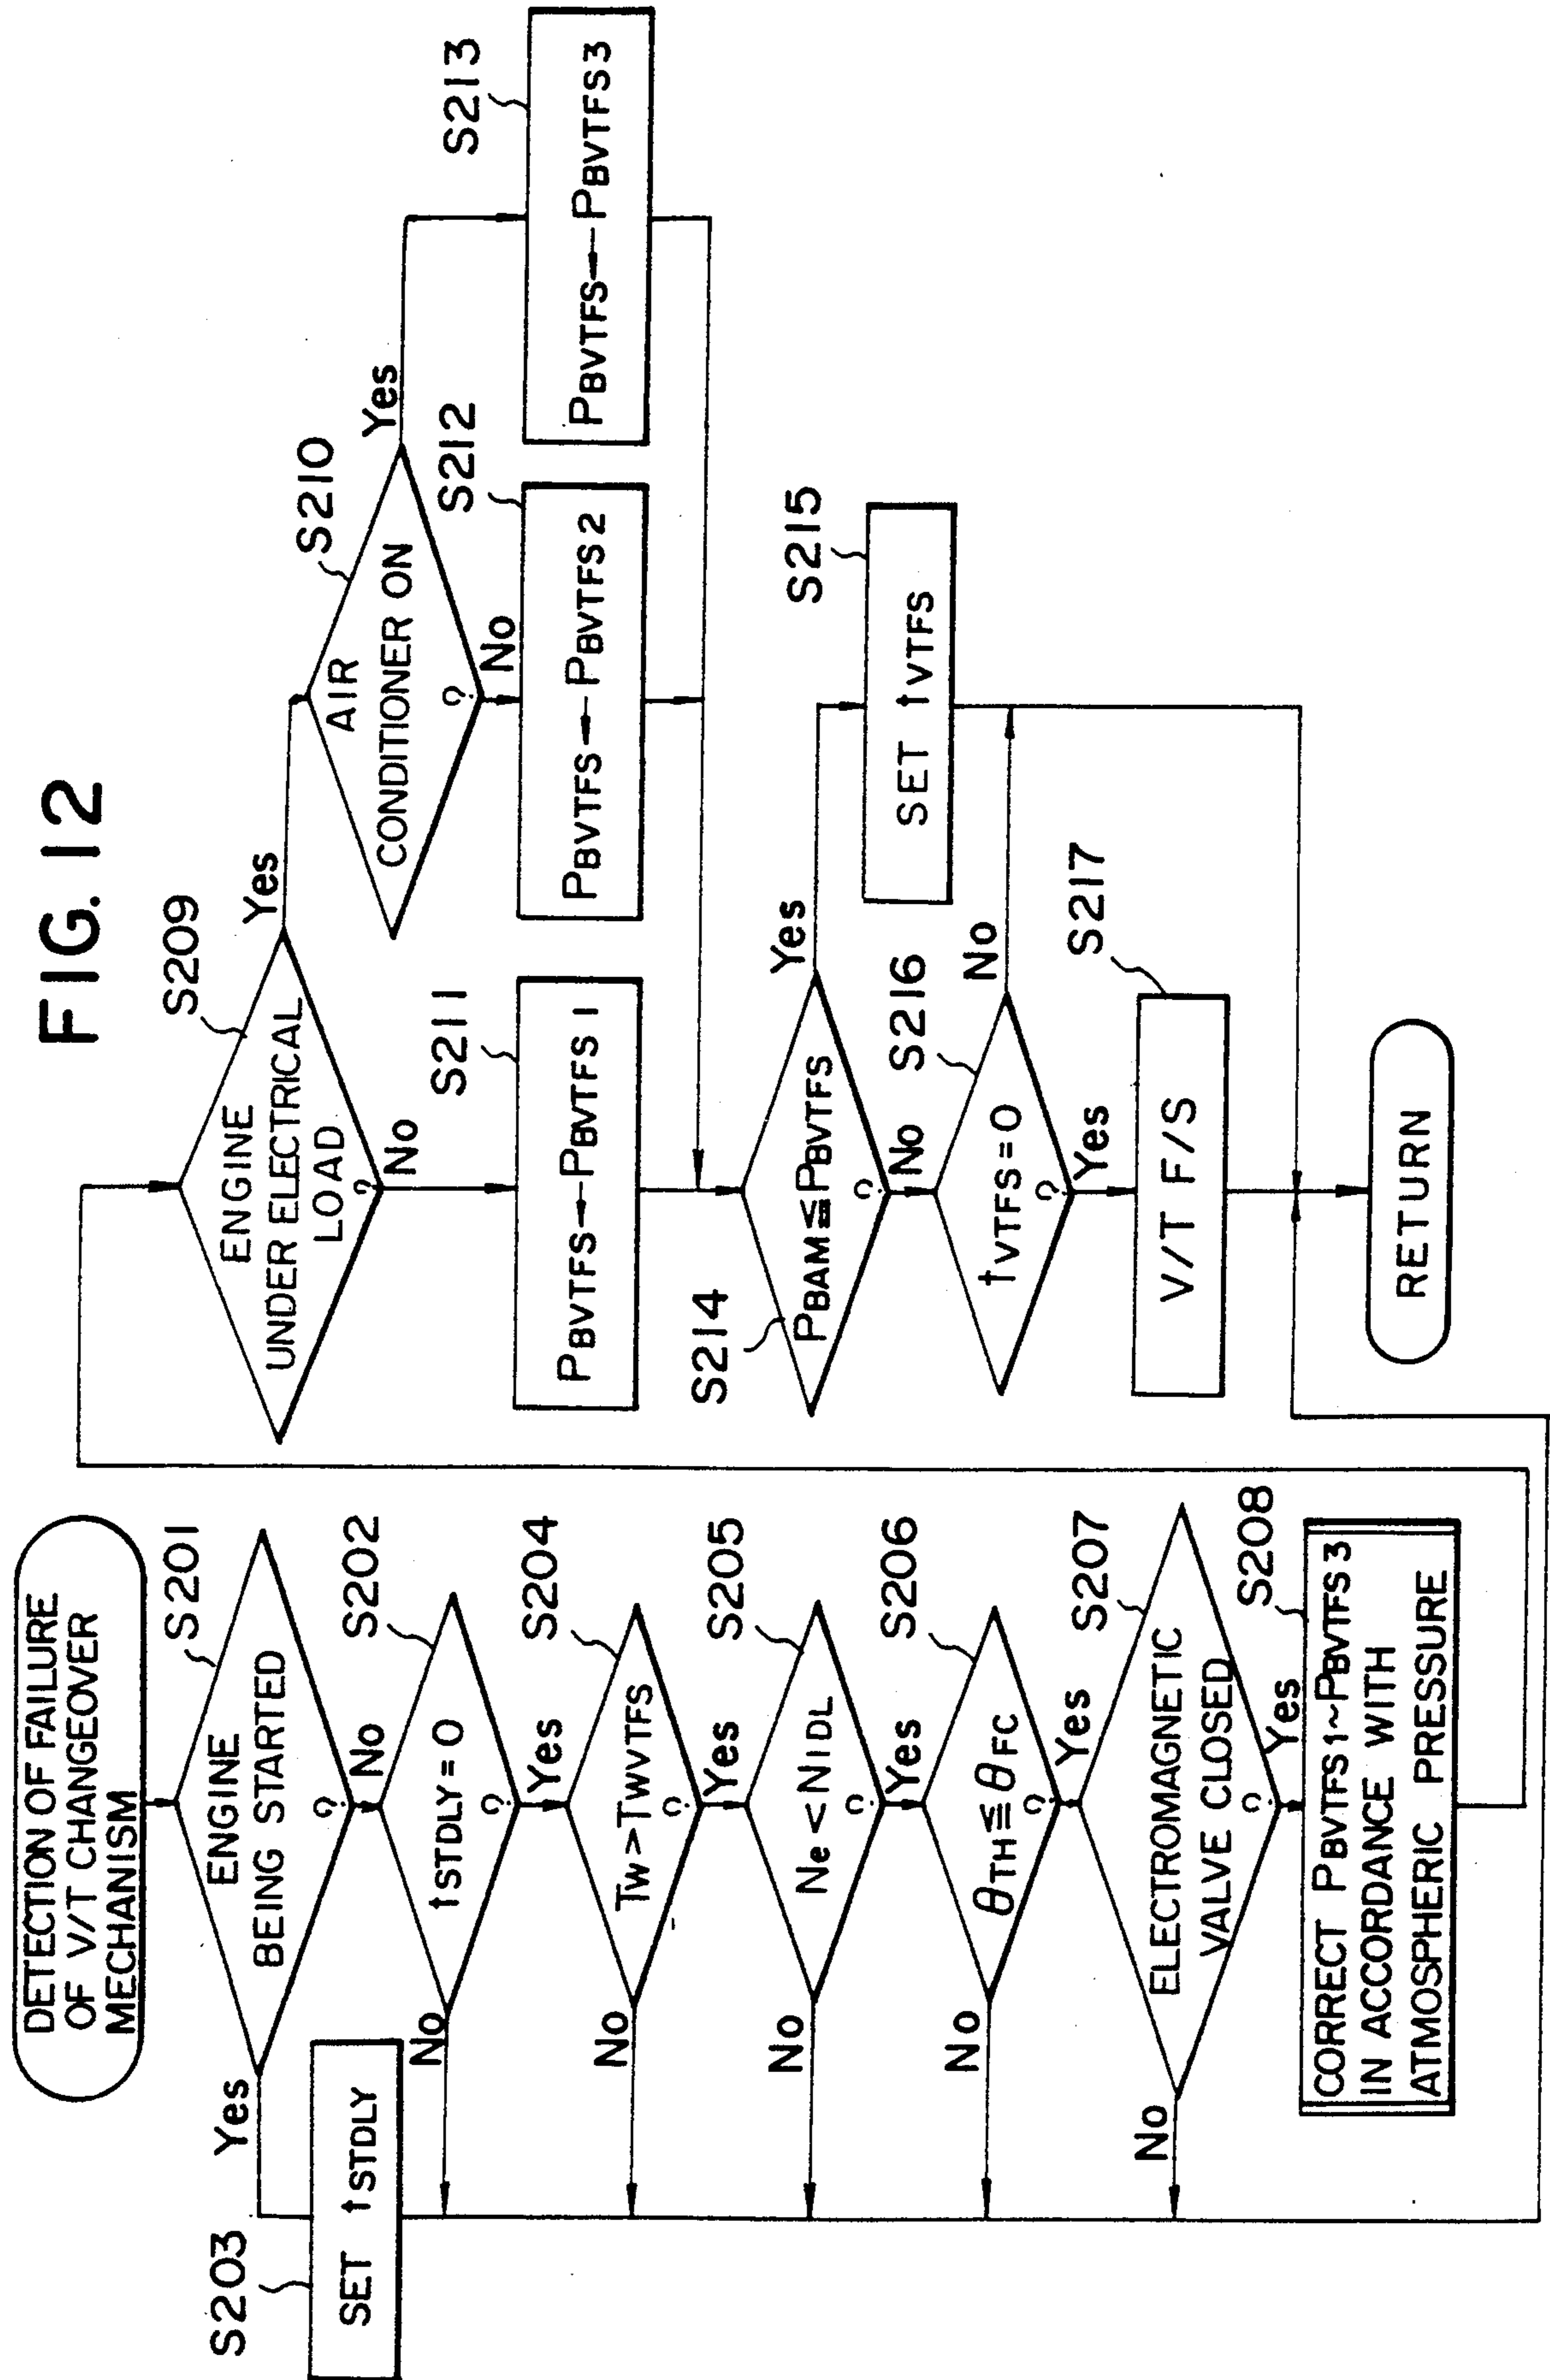 FIG. 12
DETECTION OF FAILURE
OF V/T CHANGEOVER
MECHANISM
S201
ENGINE
BEING STARTED
?
Yes
No
S203
SET tSTDLY
S202
tSTDLY = 0
?
No
Yes
S204
TW > TWVTFS
?
No
Yes
S205
Ne < NIDL
?
No
Yes
S206
θTH ≦ θFC
?
No
Yes
S207
ELECTROMAGNETIC
VALVE CLOSED
?
No
Yes
S208
CORRECT PBVTFS1~PBVTFS3
IN ACCORDANCE WITH
ATMOSPHERIC PRESSURE
S209
ENGINE
UNDER ELECTRICAL
LOAD
?
Yes
No
S210
AIR
CONDITIONER ON
?
Yes
No
S211
PBVTFS←PBVTFS1
S212
PBVTFS←PBVTFS2
S213
PBVTFS←PBVTFS3
S214
PBAM≦PBVTFS
?
Yes
No
S215
SET tVTFS
S216
tVTFS=0
?
No
Yes
S217
V/T F/S
RETURN